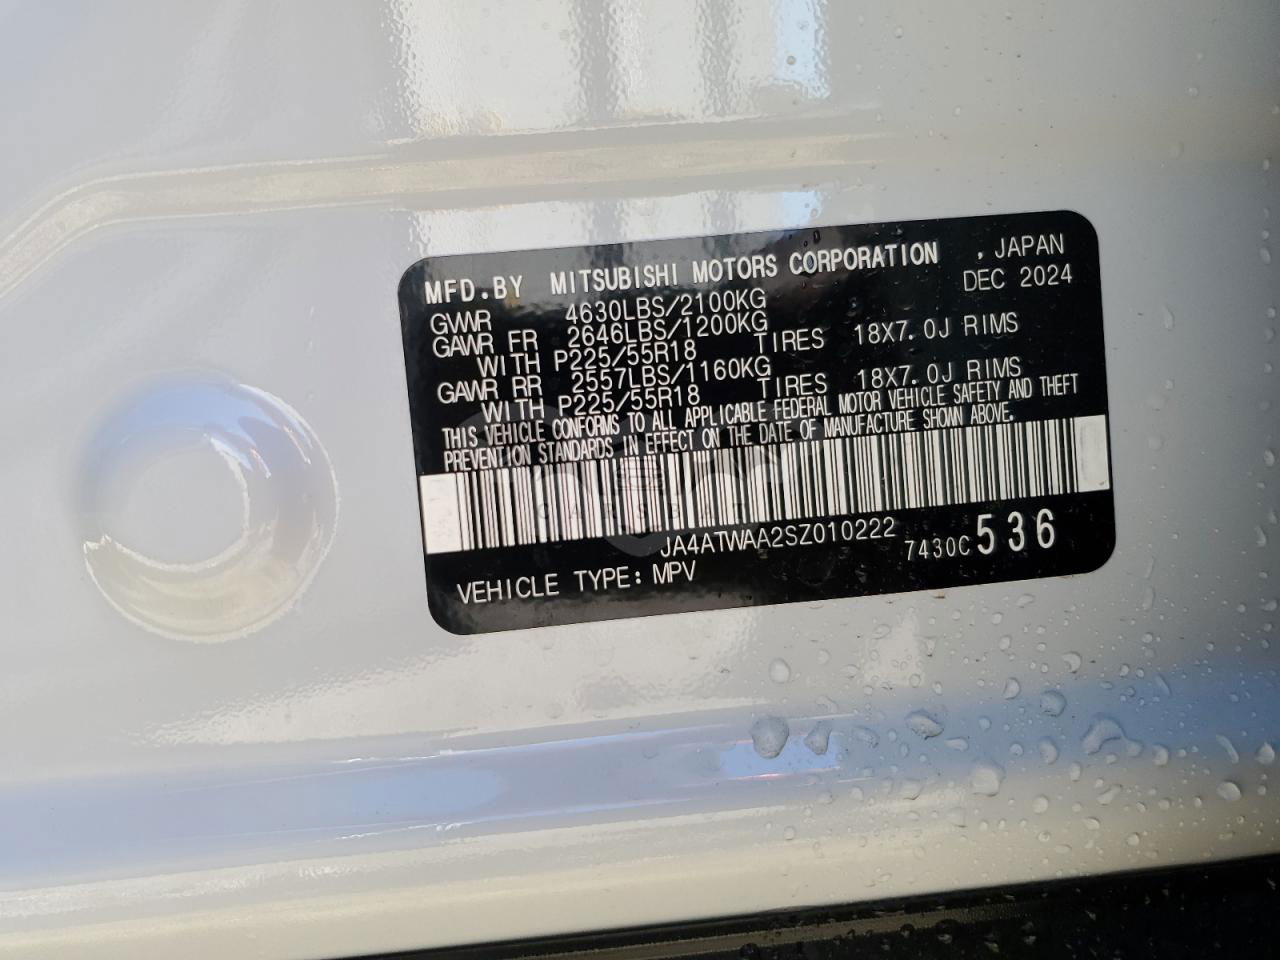 MFD.BY MITSUBISHI MOTORS CORPORATION , JAPAN
DEC 2024
GVWR 4630LBS/2100KG
GAWR FR 2646LBS/1200KG
WITH P225/55R18 TIRES 18X7.0J RIMS
GAWR RR 2557LBS/1160KG
WITH P225/55R18 TIRES 18X7.0J RIMS
THIS VEHICLE CONFORMS TO ALL APPLICABLE FEDERAL MOTOR VEHICLE SAFETY AND THEFT
PREVENTION STANDARDS IN EFFECT ON THE DATE OF MANUFACTURE SHOWN ABOVE.
CARSBAT
JA4ATWAA2SZ010222 7430C 536
VEHICLE TYPE: MPV